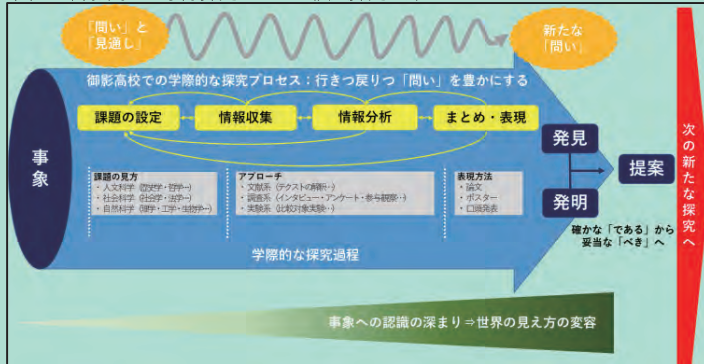 「問い」と
「見通し」
新たな
「問い」
御影高校での学際的な探究プロセス：行きつ戻りつ「問い」を豊かにする
課題の設定
情報収集
情報分析
まとめ・表現
事象
課題の見方
・人文科学（歴史学・哲学…）
・社会科学（社会学・法学…）
・自然科学（理学・工学・生物学…）
アプローチ
・文献系（テクストの解釈…）
・調査系（インタビュー・アンケート・参与観察…）
・実験系（比較対象実験…）
表現方法
・論文
・ポスター
・口頭発表
発見
発明
提案
確かな「である」から
妥当な「べき」へ
学際的な探究過程
次の新たな探究へ
事象への認識の深まり⇒世界の見え方の変容